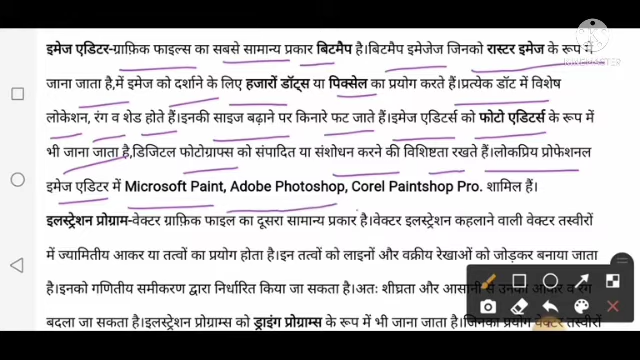 इमेज एडिटर-ग्राफ़िक फाइल्स का सबसे सामान्य प्रकार बिटमैप है।बिटमैप इमेजेज जिनको रास्टर इमेज के रूप में
जाना जाता है,में इमेज को दर्शाने के लिए हजारों डॉट्स या पिक्सेल का प्रयोग करते हैं।प्रत्येक डॉट में विशेष
लोकेशन, रंग व शेड होते हैं।इनकी साइज बढ़ाने पर किनारे फट जाते हैं।इमेज एडिटर्स को फोटो एडिटर्स के रूप में
भी जाना जाता है,डिजिटल फोटोग्राफ्स को संपादित या संशोधन करने की विशिष्टता रखते हैं।लोकप्रिय प्रोफेशनल
इमेज एडिटर में Microsoft Paint, Adobe Photoshop, Corel Paintshop Pro. शामिल हैं।
इलस्ट्रेशन प्रोग्राम-वेक्टर ग्राफ़िक फाइल का दूसरा सामान्य प्रकार है।वेक्टर इलस्ट्रेशन कहलाने वाली वेक्टर तस्वीरों
में ज्यामितीय आकर या तत्वों का प्रयोग होता है।इन तत्वों को लाइनों और वक्रीय रेखाओं को जोड़कर बनाया जाता
है।इनको गणितीय समीकरण द्वारा निर्धारित किया जा सकता है।अतः शीघ्रता और आसानी से उनका व रंग
बदला जा सकता है।इलस्ट्रेशन प्रोग्राम्स को ड्राइंग प्रोग्राम्स के रूप में भी जाना जाता है।जिनका प्रयोग वेक्टर तस्वीरों